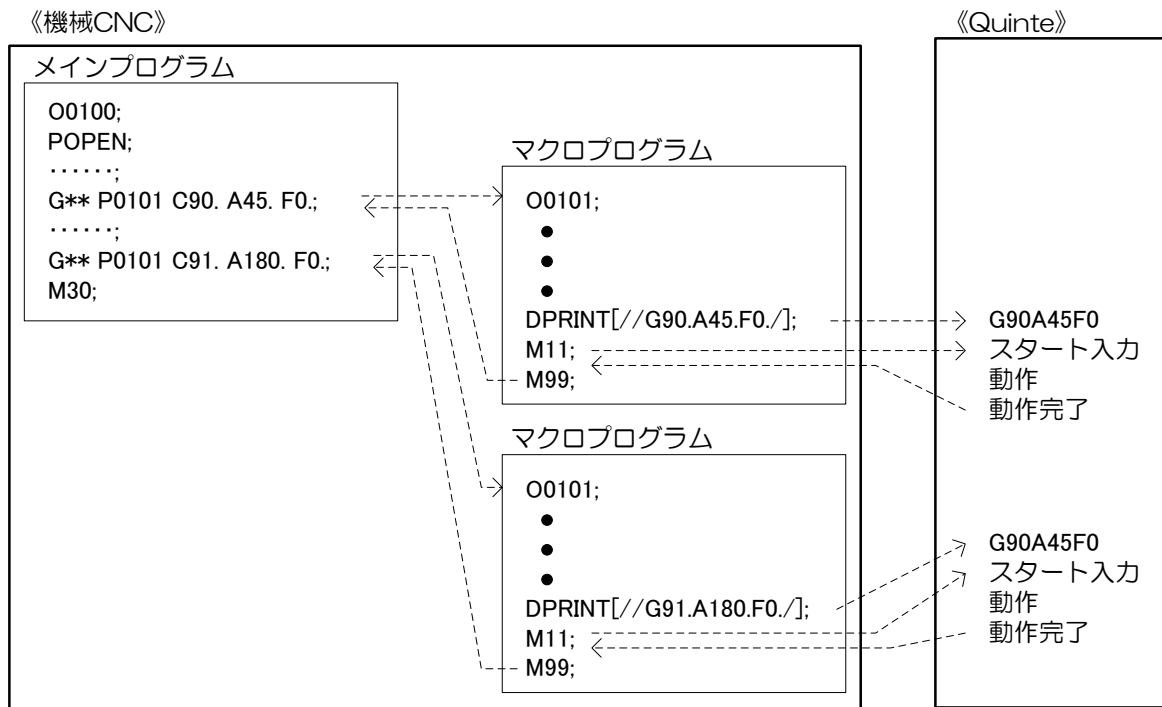 《機械CNC》
メインプログラム
O0100;
POPEN;
・・・・・・;
G** P0101 C90. A45. F0.;
・・・・・・;
G** P0101 C91. A180. F0.;
M30;
マクロプログラム
O0101;
●
●
●
DPRINT[//G90.A45.F0./];
M11;
M99;
マクロプログラム
O0101;
●
●
●
DPRINT[//G91.A180.F0./];
M11;
M99;
《Quinte》
G90A45F0
スタート入力
動作
動作完了
G90A45F0
スタート入力
動作
動作完了